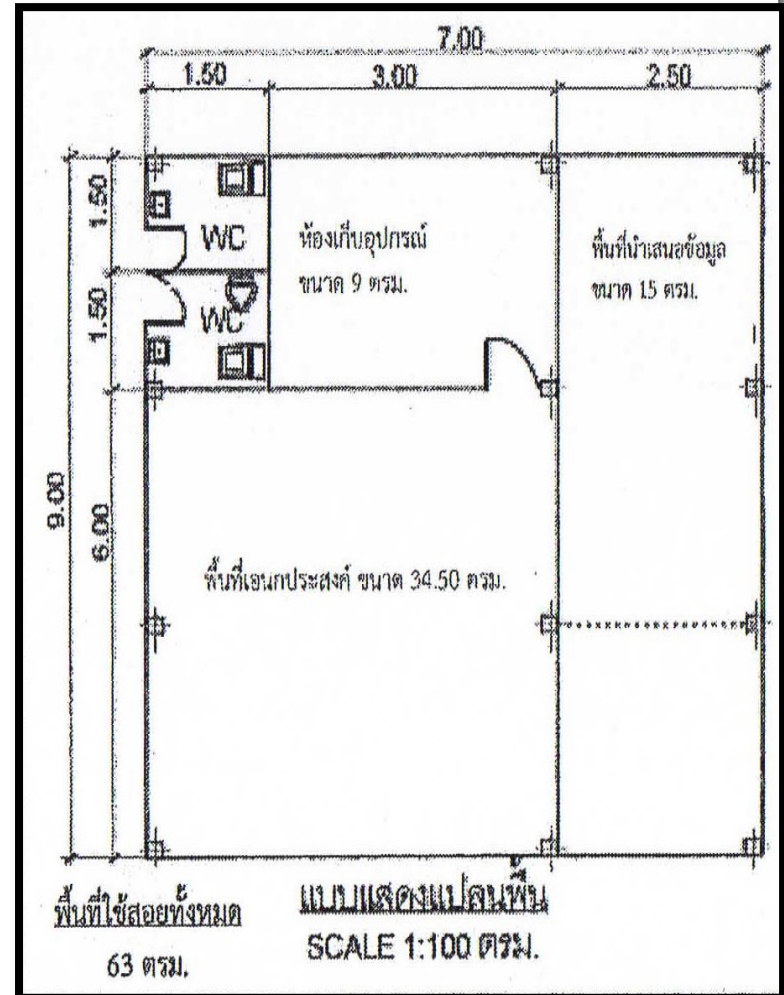 7.00
1.50 3.00 2.50
1.50
WC
ห้องเก็บอุปกรณ์
ขนาด 9 ตรม.
พื้นที่นำเสนอข้อมูล
ขนาด 15 ตรม.
1.50
WC
9.00
6.00
พื้นที่เอนกประสงค์ ขนาด 34.50 ตรม.
พื้นที่ใช้สอยทั้งหมด
63 ตรม.
แบบแสดงแปลนพื้น
SCALE 1:100 ตรม.